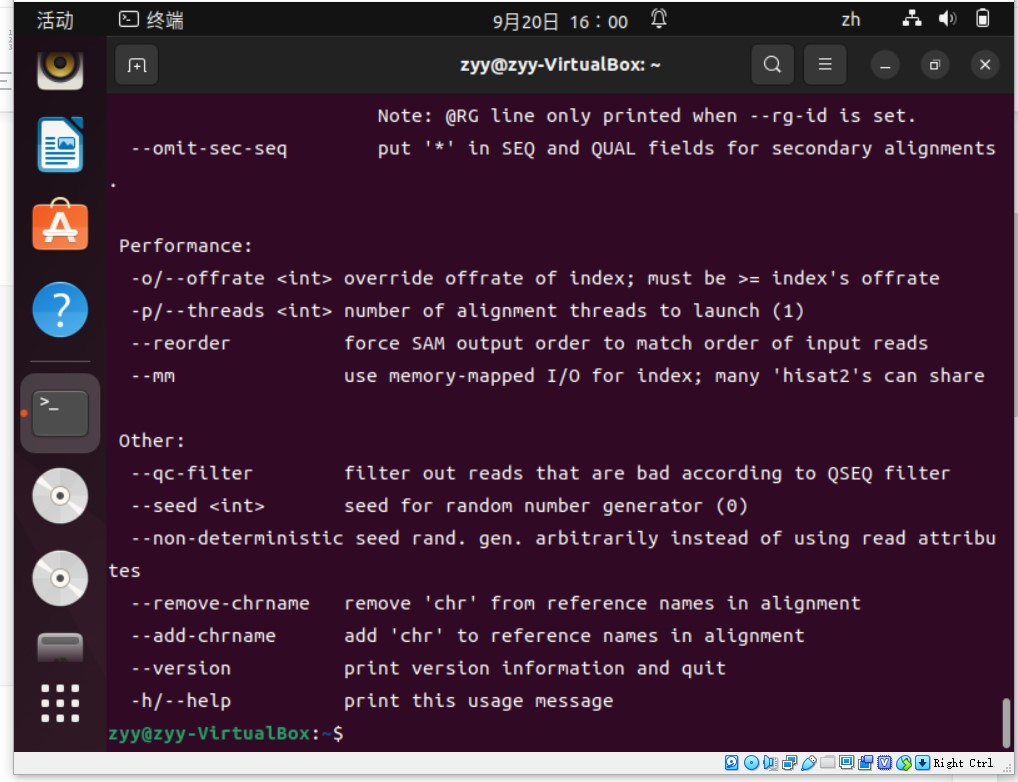 活动
终端
9月20日 16：00
zh
zyy@zyy-VirtualBox: ~
Note: @RG line only printed when --rg-id is set.
--omit-sec-seq put '*' in SEQ and QUAL fields for secondary alignments
.
Performance:
-o/--offrate <int> override offrate of index; must be >= index's offrate
-p/--threads <int> number of alignment threads to launch (1)
--reorder force SAM output order to match order of input reads
--mm use memory-mapped I/O for index; many 'hisat2's can share
Other:
--qc-filter filter out reads that are bad according to QSEQ filter
--seed <int> seed for random number generator (0)
--non-deterministic seed rand. gen. arbitrarily instead of using read attribu
tes
--remove-chrname remove 'chr' from reference names in alignment
--add-chrname add 'chr' to reference names in alignment
--version print version information and quit
-h/--help print this usage message
zyy@zyy-VirtualBox:~$
Right Ctrl